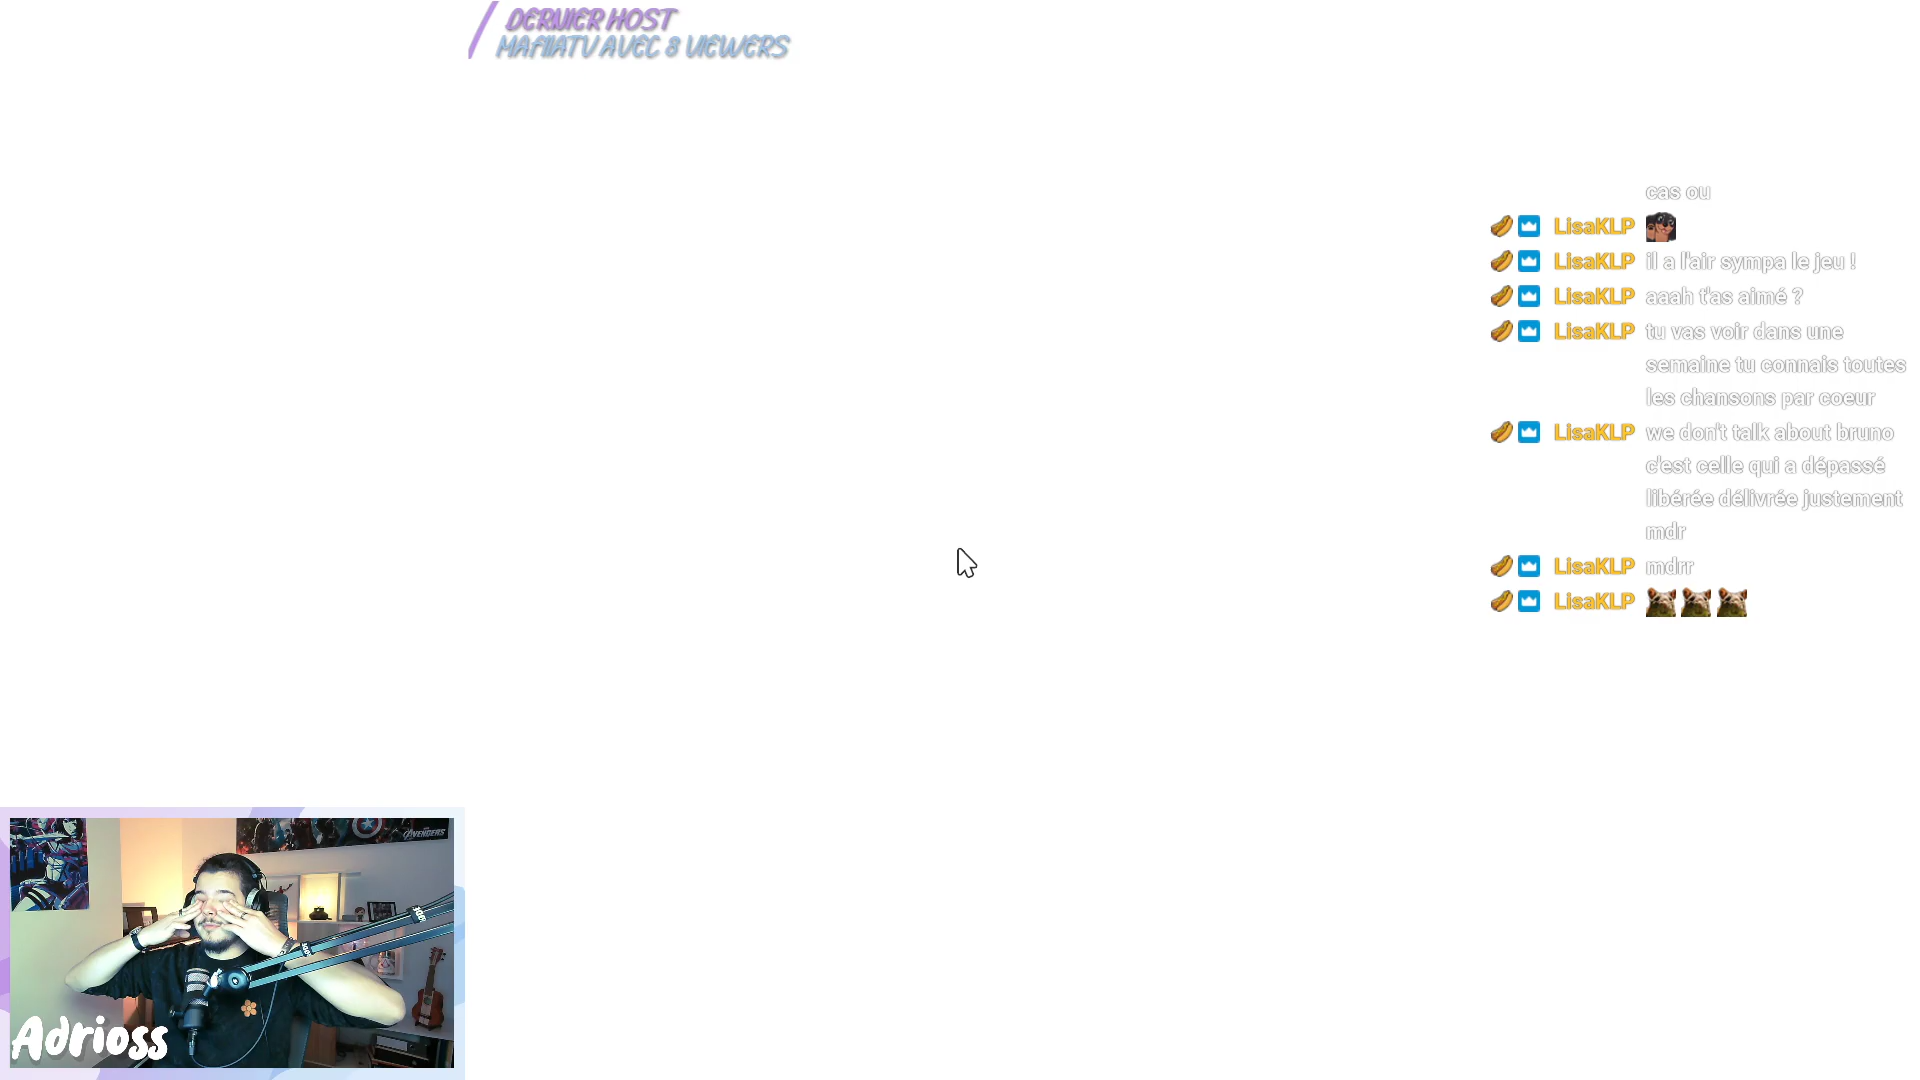 DERNIER HOST
MAFIIATV AVEC 8 VIEWERS
cas ou
LisaKLP
LisaKLP il a l'air sympa le jeu !
LisaKLP aaah t'as aimé ?
LisaKLP tu vas voir dans une
semaine tu connais toutes
les chansons par coeur
LisaKLP we don't talk about bruno
c'est celle qui a dépassé
libérée délivrée justement
mdr
LisaKLP mdrr
LisaKLP
AVENGERS
Adrioss